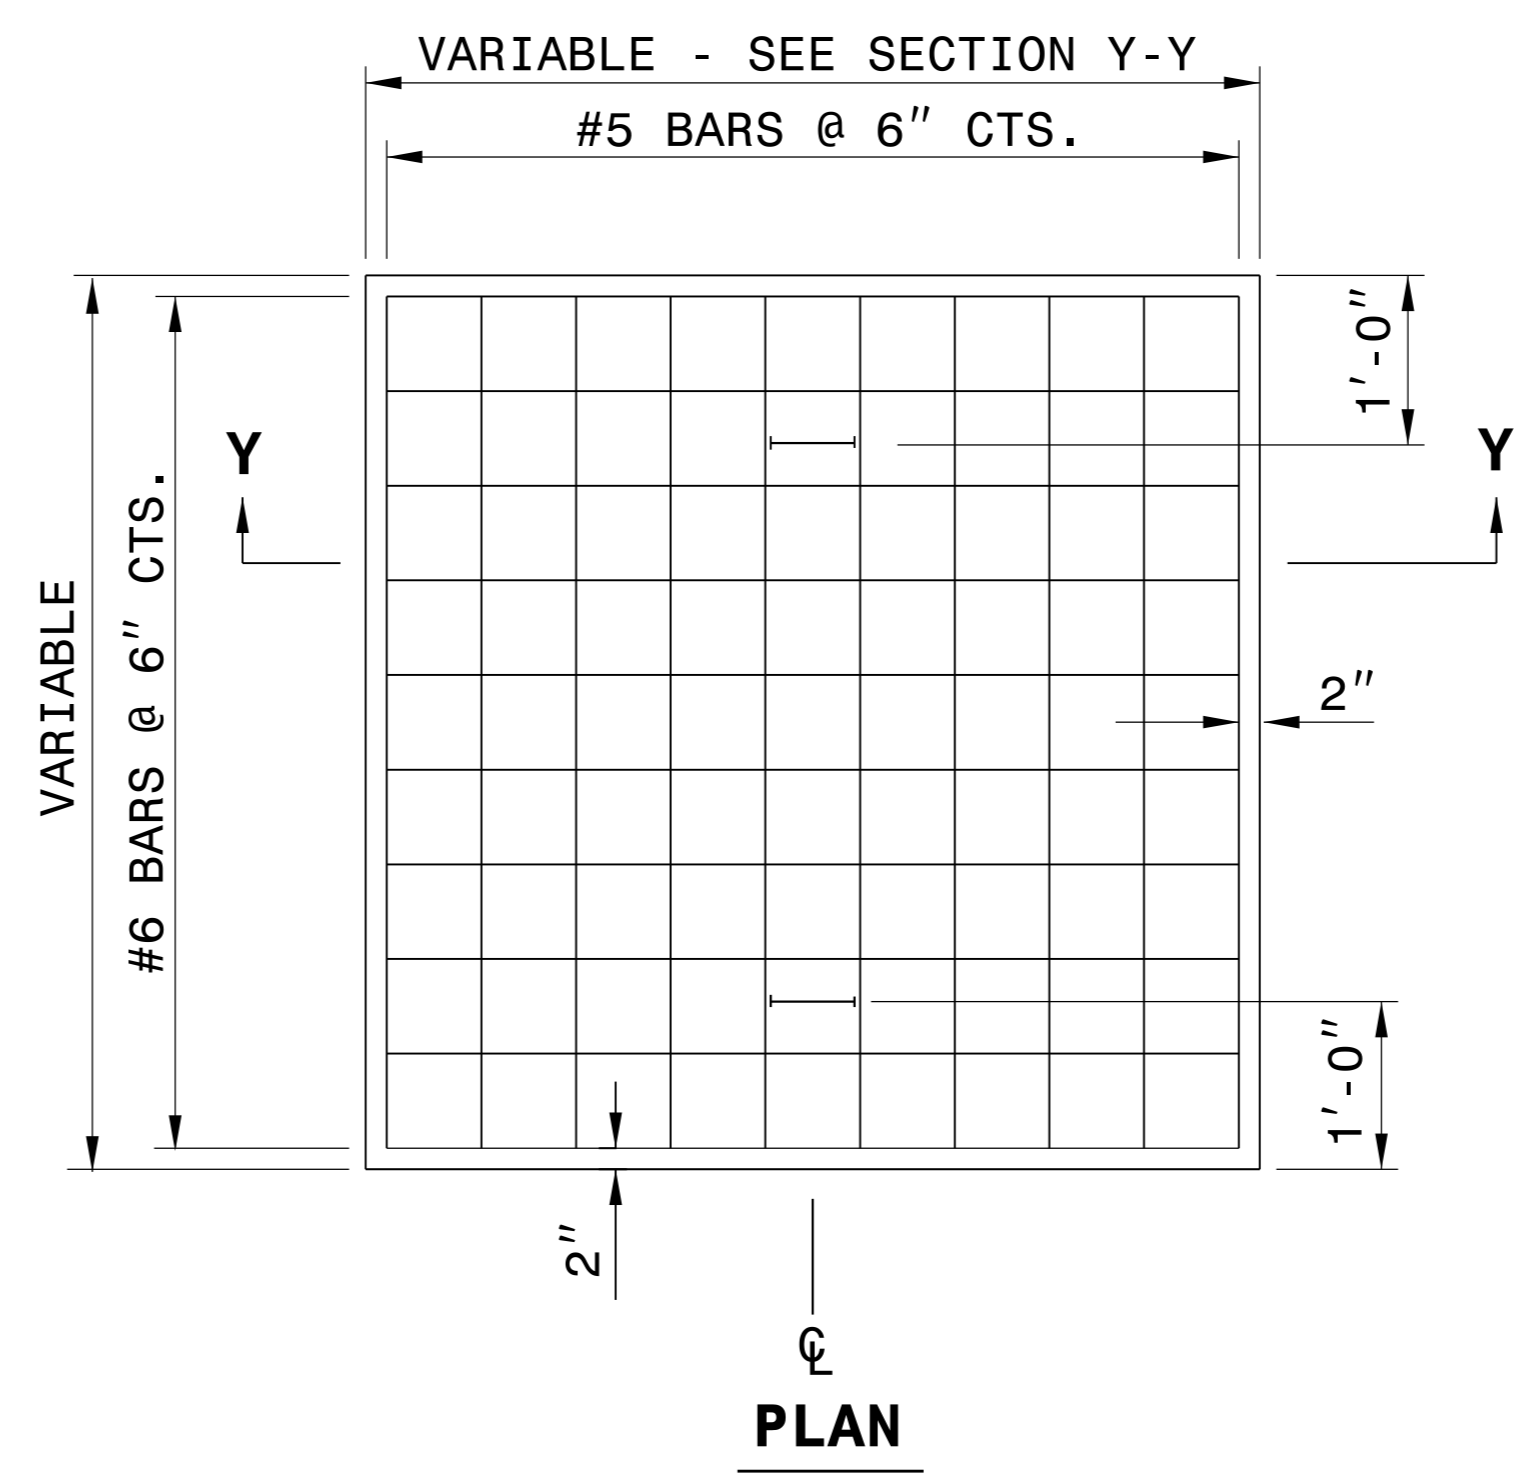 VARIABLE - SEE SECTION Y-Y
#5 BARS @ 6" CTS.
1'-0"
Y
Y
VARIABLE
#6 BARS @ 6" CTS.
2"
1'-0"
2"
℄
PLAN